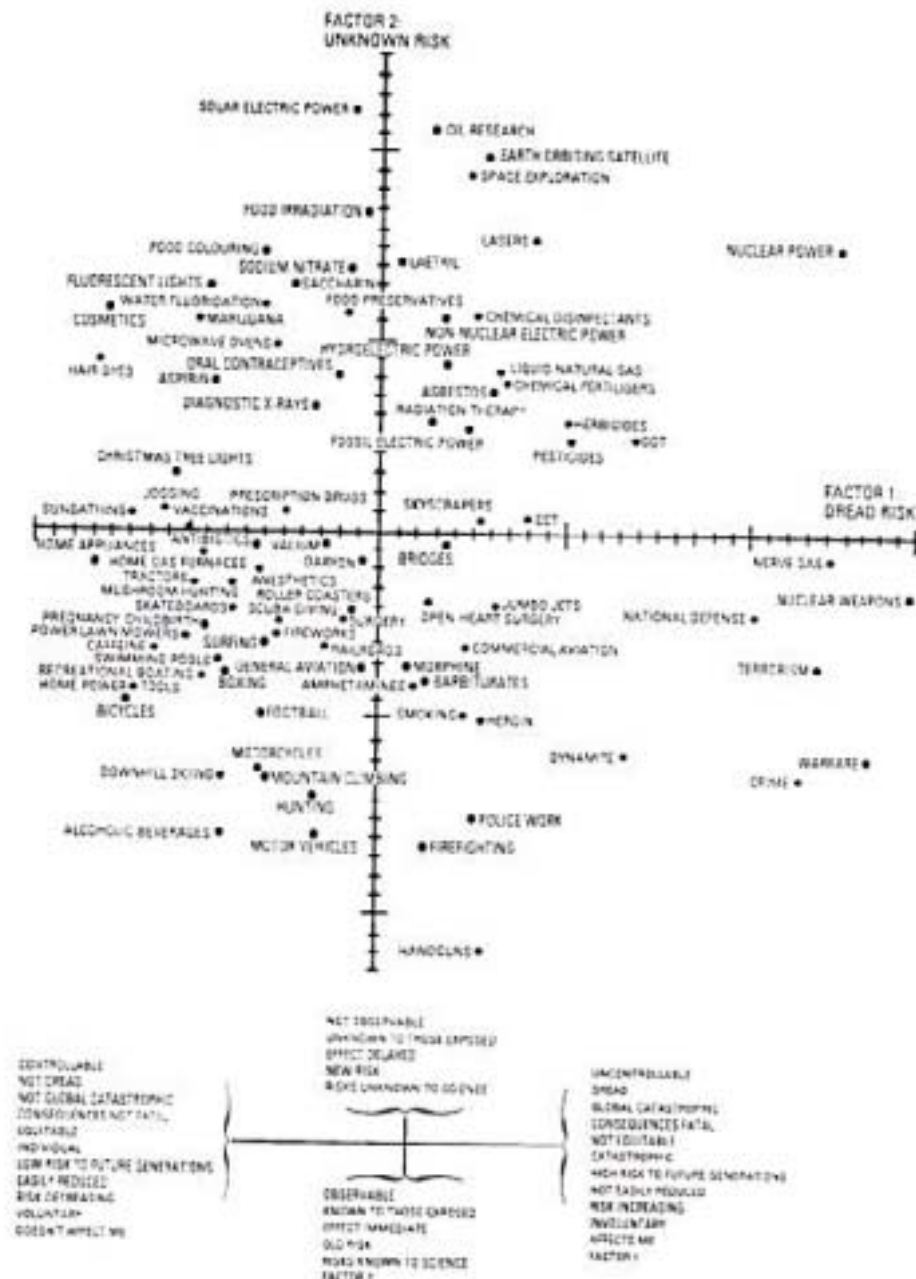 FACTOR 2:
UNKNOWN RISK
SOLAR ELECTRIC POWER
OIL RESEARCH
EARTH ORBITING SATELLITE
SPACE EXPLORATION
FOOD IRRADIATION
LASERS
NUCLEAR POWER
FOOD COLOURING
SODIUM NITRATE
LAETRIL
FLUORESCENT LIGHTS
SACCHARIN
WATER FLUORIDATION
FOOD PRESERVATIVES
COSMETICS
MARIJUANA
CHEMICAL DISINFECTANTS
NON NUCLEAR ELECTRIC POWER
MICROWAVE OVENS
HYDROELECTRIC POWER
HAIR DYES
ORAL CONTRACEPTIVES
LIQUID NATURAL GAS
ASPIRIN
ASBESTOS
CHEMICAL FERTILISERS
DIAGNOSTIC X-RAYS
RADIATION THERAPY
HERBICIDES
FOSSIL ELECTRIC POWER
PESTICIDES
DDT
CHRISTMAS TREE LIGHTS
JOGGING
PRESCRIPTION DRUGS
SKYSCRAPERS
FACTOR 1:
DREAD RISK
SUNBATHING
VACCINATIONS
ECT
HOME APPLIANCES
ANTIBIOTICS
VALIUM
BRIDGES
HOME GAS FURNACES
DARVON
NERVE GAS
TRACTORS
ANESTHETICS
MUSHROOM HUNTING
ROLLER COASTERS
SKATEBOARDS
SCUBA DIVING
JUMBO JETS
NUCLEAR WEAPONS
PREGNANCY CHILDBIRTH
SURGERY
OPEN HEART SURGERY
NATIONAL DEFENSE
POWER LAWN MOWERS
SURFING
FIREWORKS
CAFFEINE
RAILROADS
COMMERCIAL AVIATION
SWIMMING POOLS
RECREATIONAL BOATING
GENERAL AVIATION
MORPHINE
TERRORISM
HOME POWER TOOLS
BOXING
AMPHETAMINES
BARBITURATES
BICYCLES
FOOTBALL
SMOKING
HEROIN
MOTORCYCLES
DYNAMITE
WARFARE
DOWNHILL SKIING
MOUNTAIN CLIMBING
CRIME
HUNTING
POLICE WORK
ALCOHOLIC BEVERAGES
MOTOR VEHICLES
FIREFIGHTING
HANDGUNS
NOT OBSERVABLE
UNKNOWN TO THOSE EXPOSED
EFFECT DELAYED
NEW RISK
RISKS UNKNOWN TO SCIENCE
CONTROLLABLE
NOT DREAD
NOT GLOBAL CATASTROPHIC
CONSEQUENCES NOT FATAL
EQUITABLE
INDIVIDUAL
LOW RISK TO FUTURE GENERATIONS
EASILY REDUCED
RISK DECREASING
VOLUNTARY
DOESN'T AFFECT ME
UNCONTROLLABLE
DREAD
GLOBAL CATASTROPHIC
CONSEQUENCES FATAL
NOT EQUITABLE
CATASTROPHIC
HIGH RISK TO FUTURE GENERATIONS
NOT EASILY REDUCED
RISK INCREASING
INVOLUNTARY
AFFECTS ME
FACTOR 1
OBSERVABLE
KNOWN TO THOSE EXPOSED
EFFECT IMMEDIATE
OLD RISK
RISKS KNOWN TO SCIENCE
FACTOR 2